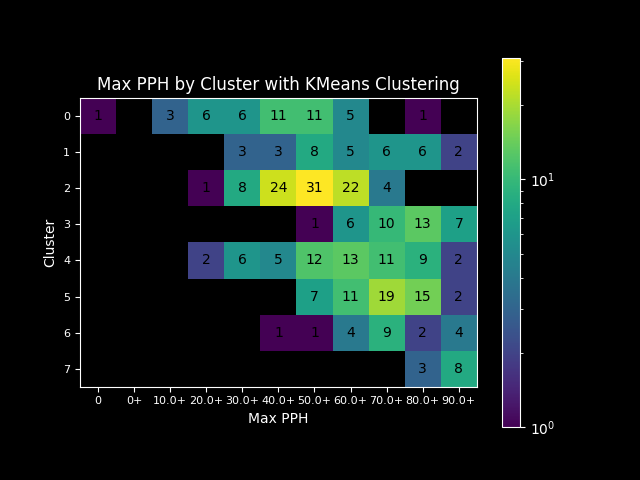 Max PPH by Cluster with KMeans Clustering
0 1 3 6 6 11 11 5 1
1 3 3 8 5 6 6 2
2 1 8 24 31 22 4
3 1 6 10 13 7
4 2 6 5 12 13 11 9 2
5 7 11 19 15 2
6 1 1 4 9 2 4
7 3 8
0 0+ 10.0+ 20.0+ 30.0+ 40.0+ 50.0+ 60.0+ 70.0+ 80.0+ 90.0+
Max PPH
Cluster
10¹
10⁰